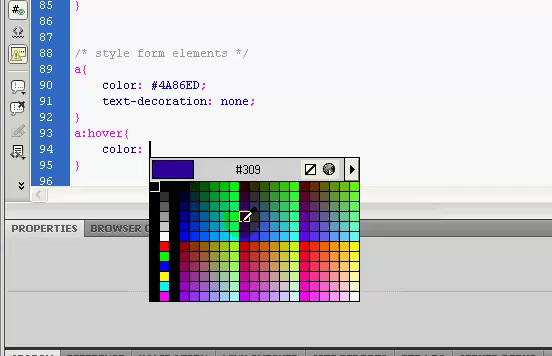 85 }
86
87
88 /* style form elements */
89 a{
90 color: #4A86ED;
91 text-decoration: none;
92 }
93 a:hover{
94 color:
95 }
96
#309
PROPERTIES BROWSER